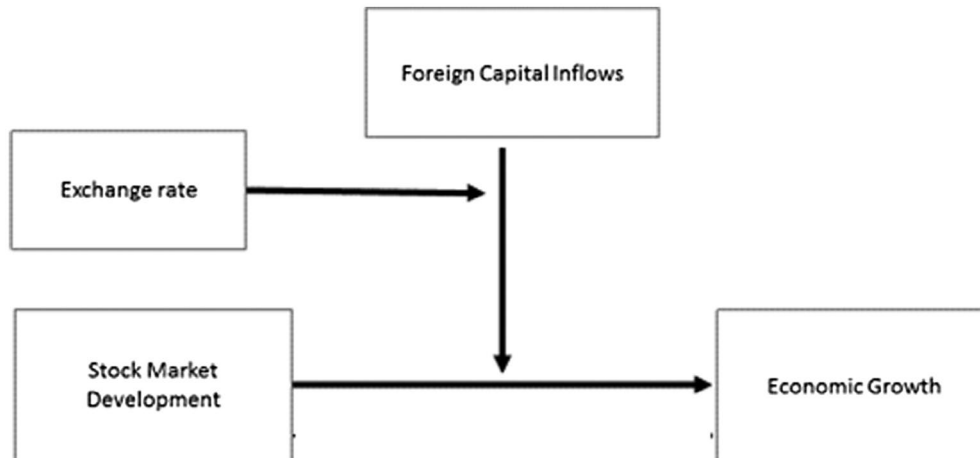 Foreign Capital Inflows
Exchange rate
Stock Market
Development
Economic Growth